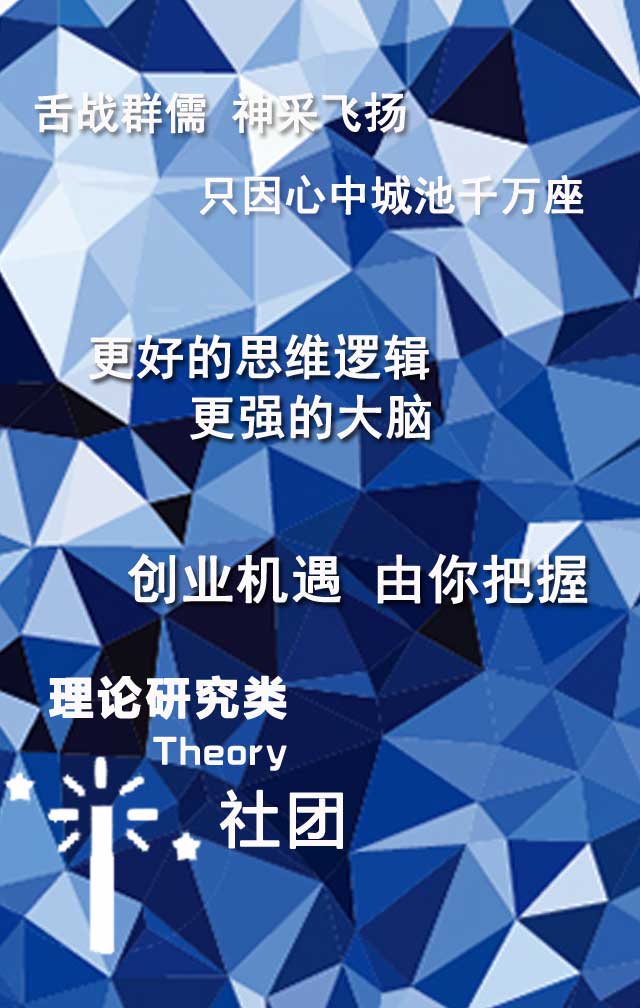 舌战群儒 神采飞扬
只因心中城池千万座
更好的思维逻辑
更强的大脑
创业机遇 由你把握
理论研究类
Theory
社团